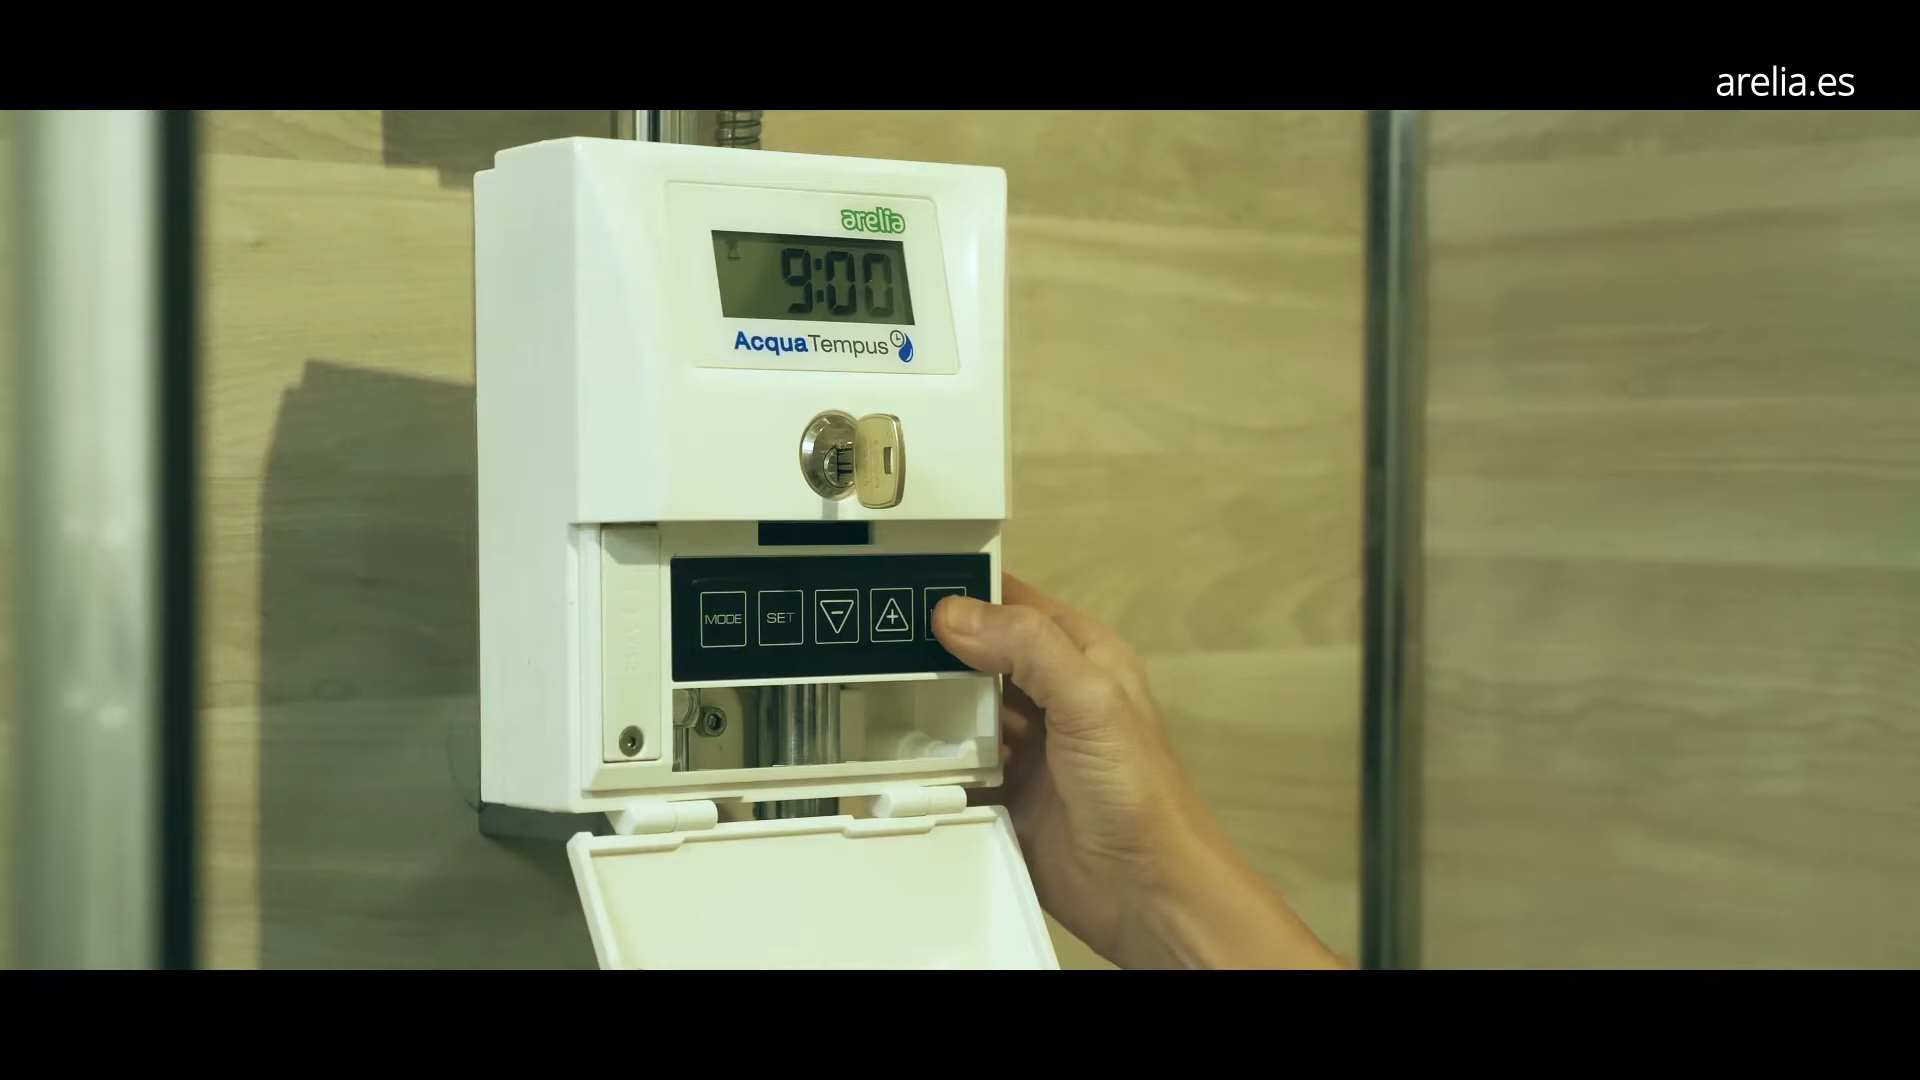 arelia.es
arelia
9:00
AcquaTempus
MODE
SET
-
+